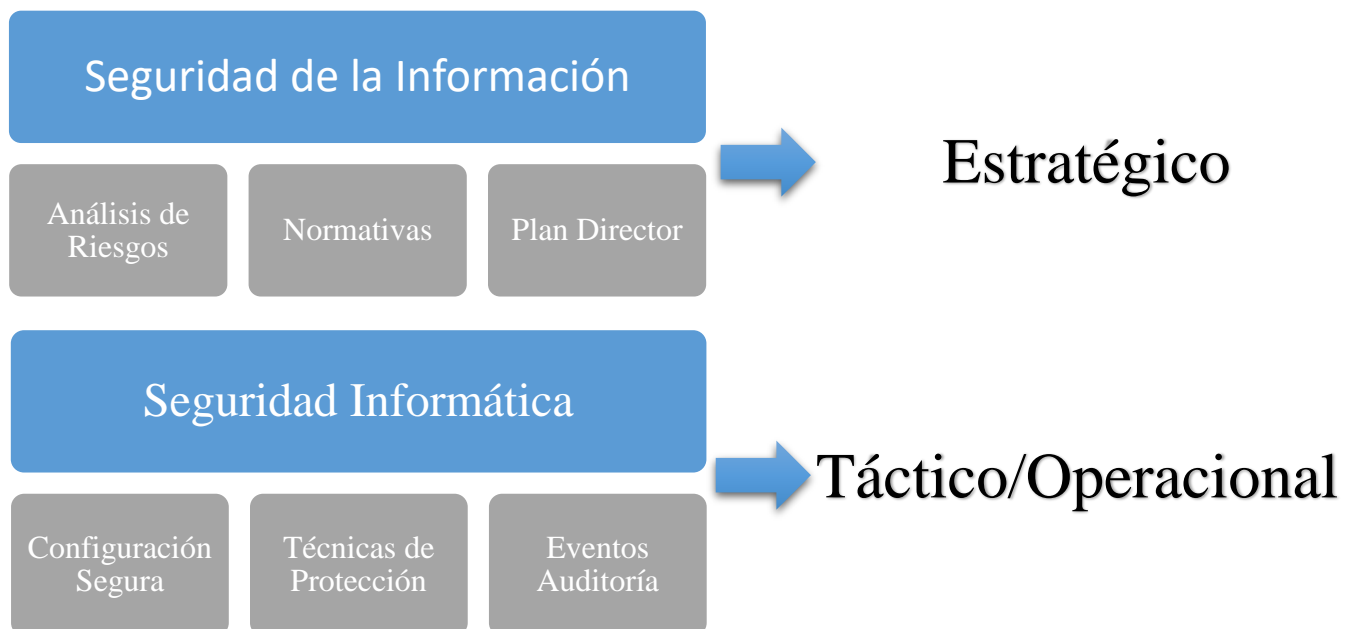 Seguridad de la Información
Estratégico
Análisis de
Riesgos
Normativas
Plan Director
Seguridad Informática
Táctico/Operacional
Configuración
Segura
Técnicas de
Protección
Eventos
Auditoría